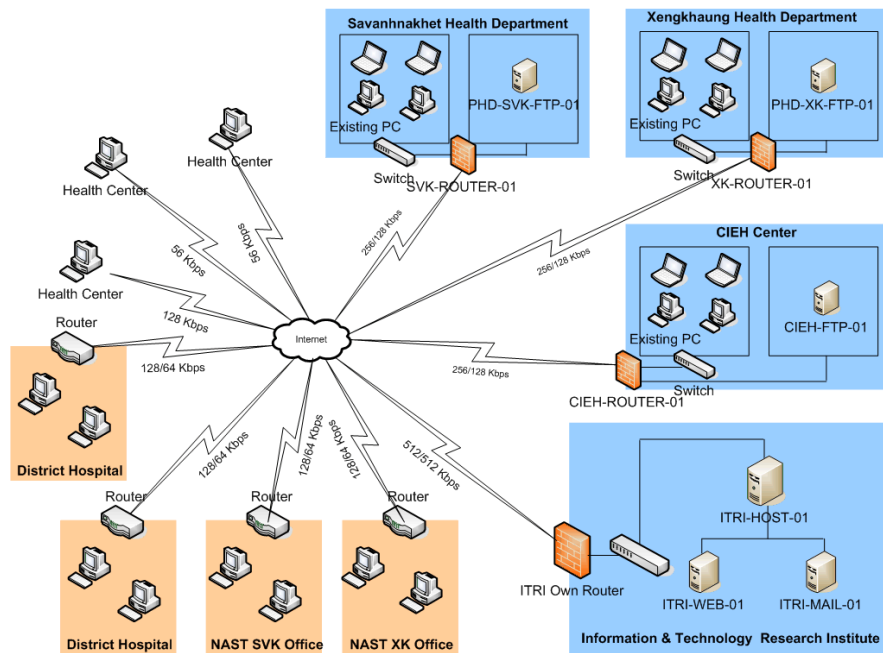 Savanhnakhet Health Department
PHD-SVK-FTP-01
Existing PC
Switch
SVK-ROUTER-01
Xengkhaung Health Department
PHD-XK-FTP-01
Existing PC
Switch
XK-ROUTER-01
Health Center
Health Center
Health Center
56 Kbps
56 Kbps
128 Kbps
256/128 Kbps
256/128 Kbps
CIEH Center
CIEH-FTP-01
Existing PC
Switch
CIEH-ROUTER-01
256/128 Kbps
Internet
Router
128/64 Kbps
District Hospital
128/64 Kbps
128/64 Kbps
128/64 Kbps
512/512 Kbps
Router
Router
Router
District Hospital
NAST SVK Office
NAST XK Office
ITRI Own Router
ITRI-HOST-01
ITRI-WEB-01
ITRI-MAIL-01
Information & Technology Research Institute